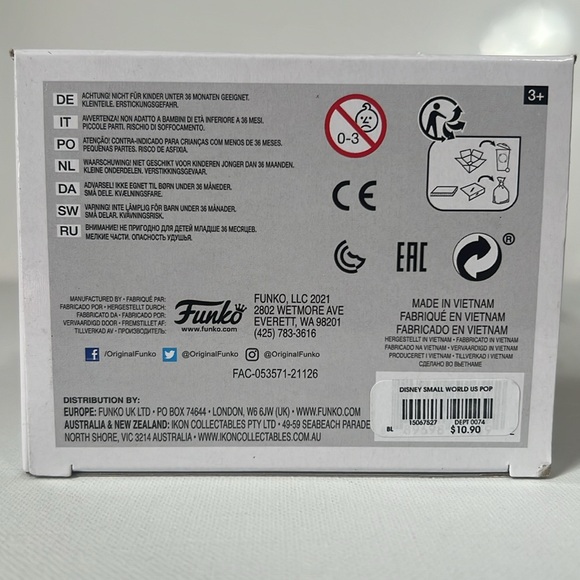 DE ACHTUNG! NICHT FÜR KINDER UNTER 36 MONATEN GEEIGNET.
KLEINTEILE. ERSTICKUNGSGEFAHR.
IT AVVERTENZA! NON ADATTO A BAMBINI DI ETÀ INFERIORE A 36 MESI.
PICCOLE PARTI. RISCHIO DI SOFFOCAMENTO.
PO ATENÇÃO! CONTRA-INDICADO PARA CRIANÇAS COM MENOS DE 36 MESES.
PEQUENAS PARTES. RISCO DE ASFIXIA.
NL WAARSCHUWING! NIET GESCHIKT VOOR KINDEREN JONGER DAN 36 MAANDEN.
KLEINE ONDERDELEN. VERSTIKKINGSGEVAAR.
DA ADVARSEL! IKKE EGNET TIL BØRN UNDER 36 MÅNEDER.
SMÅ DELE. KVÆLNINGSFARE.
SW VARNING! INTE LÄMPLIG FÖR BARN UNDER 36 MÅNADER.
SMÅ DELAR. KVÄVNINGSRISK.
RU ВНИМАНИЕ! НЕ ПРИГОДНО ДЛЯ ДЕТЕЙ МЛАДШЕ 36 МЕСЯЦЕВ.
МЕЛКИЕ ЧАСТИ. ОПАСНОСТЬ УДУШЬЯ.
0-3
3+
CE
EAC
®
MANUFACTURED BY • FABRIQUÉ PAR:
FABRICADO POR • HERGESTELLT DURCH:
FABBRICATO DA • FABRICADO POR:
VERVAARDIGD DOOR • FREMSTILLET AF:
TILLVERKAD AV • ПРОИЗВЕДЕНО:
Funko
www.funko.com
FUNKO, LLC 2021
2802 WETMORE AVE
EVERETT, WA 98201
(425) 783-3616
/OriginalFunko
@OriginalFunko
@OriginalFunko
FAC-053571-21126
MADE IN VIETNAM
FABRIQUÉ EN VIETNAM
FABRICADO EN VIETNAM
HERGESTELLT IN VIETNAM • FABBRICATO IN VIETNAM
FABRICADO NA VIETNAM • VERVAARDIGD IN VIETNAM
PRODUCERET I VIETNAM • TILLVERKAD I VIETNAM
СДЕЛАНО ВО ВЬЕТНАМЕ
DISTRIBUTION BY:
EUROPE: FUNKO UK LTD • PO BOX 74644 • LONDON, W6 6JW (UK) • WWW.FUNKO.COM
AUSTRALIA & NEW ZEALAND: IKON COLLECTABLES PTY LTD • 49-59 SEABEACH PARADE
NORTH SHORE, VIC 3214 AUSTRALIA • WWW.IKONCOLLECTABLES.COM.AU
DISNEY SMALL WORLD US POP
15067527 DEPT 0074
BL $10.90